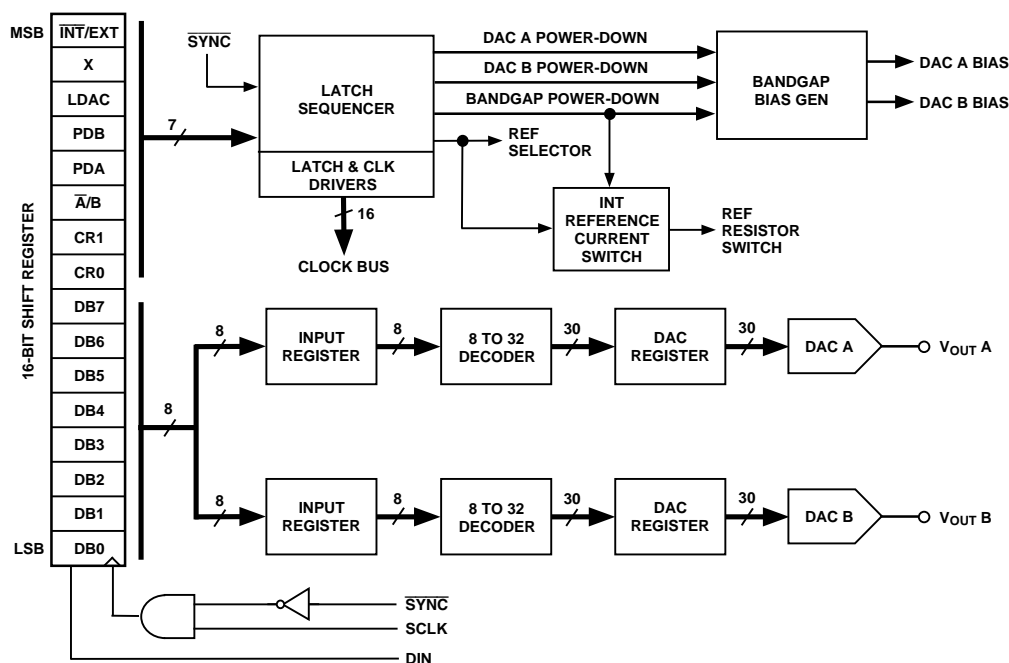 MSB
INT/EXT
X
LDAC
PDB
PDA
A/B
CR1
CR0
DB7
DB6
DB5
DB4
DB3
DB2
DB1
LSB
DB0
16-BIT SHIFT REGISTER
7
SYNC
LATCH
SEQUENCER
LATCH & CLK
DRIVERS
16
CLOCK BUS
DAC A POWER-DOWN
DAC B POWER-DOWN
BANDGAP POWER-DOWN
REF
SELECTOR
BANDGAP
BIAS GEN
DAC A BIAS
DAC B BIAS
INT
REFERENCE
CURRENT
SWITCH
REF
RESISTOR
SWITCH
8
8
INPUT
REGISTER
8
8 TO 32
DECODER
30
DAC
REGISTER
30
DAC A
VOUT A
8
INPUT
REGISTER
8
8 TO 32
DECODER
30
DAC
REGISTER
30
DAC B
VOUT B
SYNC
SCLK
DIN